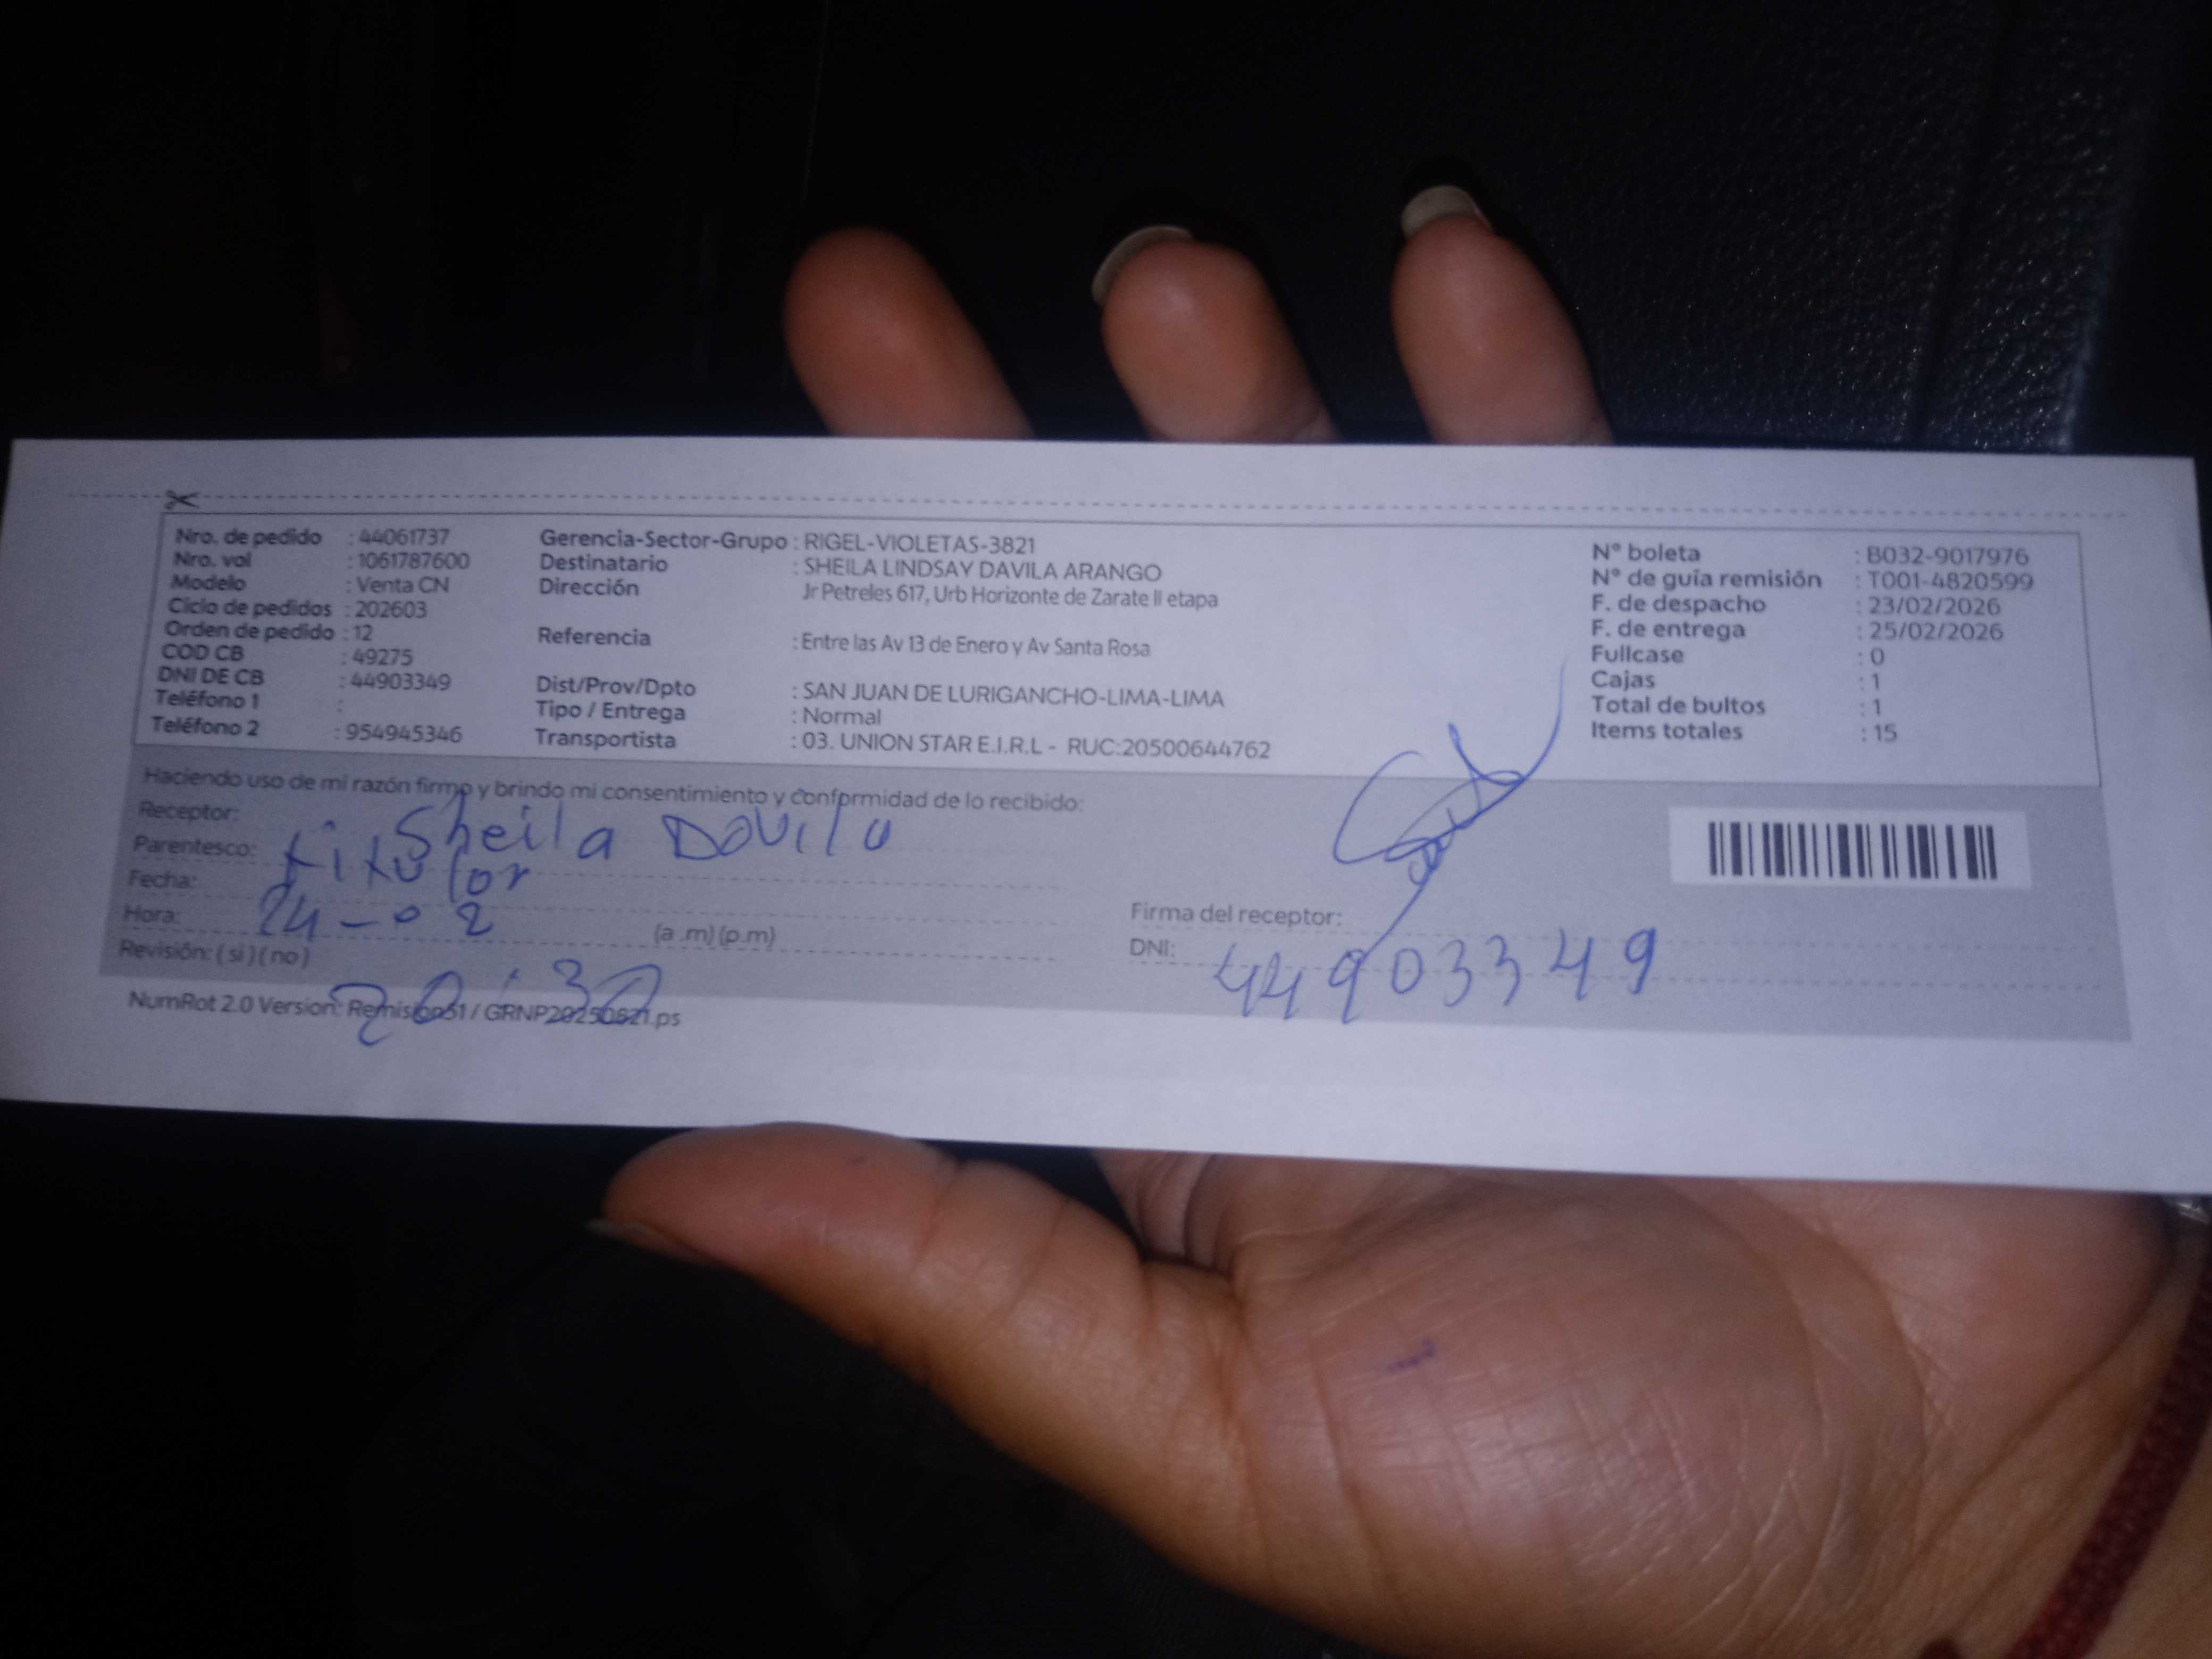 Nro. de pedido : 44061737
Nro. vol : 1061787600
Modelo : Venta CN
Ciclo de pedidos : 202603
Orden de pedido : 12
COD CB : 49275
DNI DE CB : 44903349
Teléfono 1 :
Teléfono 2 : 954945346
Gerencia-Sector-Grupo : RIGEL-VIOLETAS-3821
Destinatario : SHEILA LINDSAY DAVILA ARANGO
Dirección Jr Petreles 617, Urb Horizonte de Zarate II etapa
Referencia : Entre las Av 13 de Enero y Av Santa Rosa
Dist/Prov/Dpto : SAN JUAN DE LURIGANCHO-LIMA-LIMA
Tipo / Entrega : Normal
Transportista : 03. UNION STAR E.I.R.L - RUC:20500644762
N° boleta : B032-9017976
N° de guía remisión : T001-4820599
F. de despacho : 23/02/2026
F. de entrega : 25/02/2026
Fullcase : 0
Cajas : 1
Total de bultos : 1
Items totales : 15
Haciendo uso de mi razón firmo y brindo mi consentimiento y conformidad de lo recibido:
Receptor: Sheila Davila
Parentesco: titular
Fecha: 24-02
Hora: (a .m) (p.m)
20:30
Revisión: ( si ) ( no )
Firma del receptor:
DNI: 44903349
NumRot 2.0 Version: Remision31 / GRNP20250621.ps